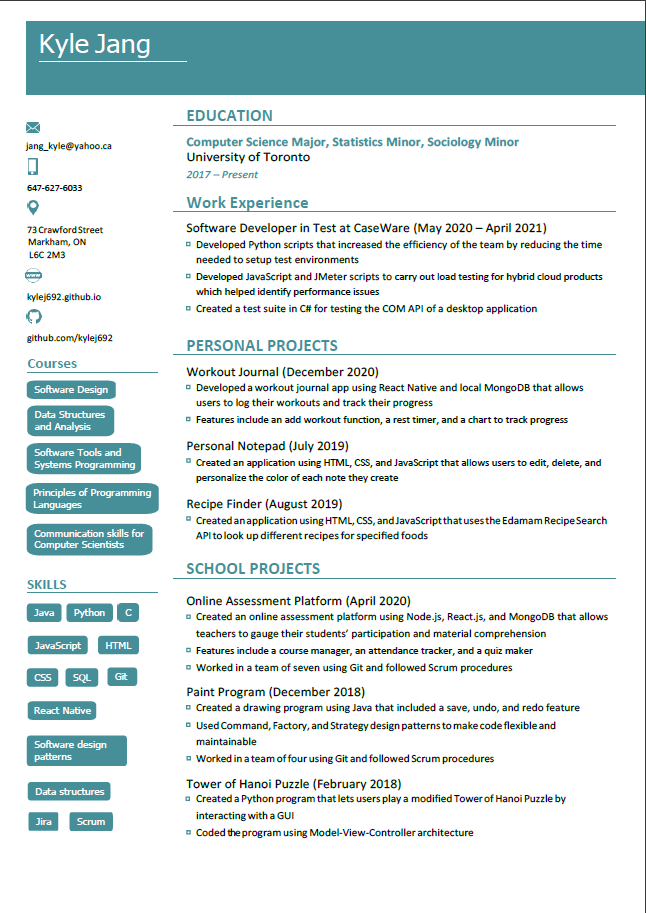 Kyle Jang
jang_kyle@yahoo.ca
647-627-6033
73 Crawford Street
Markham, ON
L6C 2M3
www
kylej692.github.io
github.com/kylej692
Courses
Software Design
Data Structures
and Analysis
Software Tools and
Systems Programming
Principles of Programming
Languages
Communication skills for
Computer Scientists
SKILLS
Java Python C
JavaScript HTML
CSS SQL Git
React Native
Software design
patterns
Data structures
Jira Scrum
EDUCATION
Computer Science Major, Statistics Minor, Sociology Minor
University of Toronto
2017 – Present
Work Experience
Software Developer in Test at CaseWare (May 2020 – April 2021)
Developed Python scripts that increased the efficiency of the team by reducing the time
needed to setup test environments
Developed JavaScript and JMeter scripts to carry out load testing for hybrid cloud products
which helped identify performance issues
Created a test suite in C# for testing the COM API of a desktop application
PERSONAL PROJECTS
Workout Journal (December 2020)
Developed a workout journal app using React Native and local MongoDB that allows
users to log their workouts and track their progress
Features include an add workout function, a rest timer, and a chart to track progress
Personal Notepad (July 2019)
Created an application using HTML, CSS, and JavaScript that allows users to edit, delete, and
personalize the color of each note they create
Recipe Finder (August 2019)
Created an application using HTML, CSS, and JavaScript that uses the Edamam Recipe Search
API to look up different recipes for specified foods
SCHOOL PROJECTS
Online Assessment Platform (April 2020)
Created an online assessment platform using Node.js, React.js, and MongoDB that allows
teachers to gauge their students’ participation and material comprehension
Features include a course manager, an attendance tracker, and a quiz maker
Worked in a team of seven using Git and followed Scrum procedures
Paint Program (December 2018)
Created a drawing program using Java that included a save, undo, and redo feature
Used Command, Factory, and Strategy design patterns to make code flexible and
maintainable
Worked in a team of four using Git and followed Scrum procedures
Tower of Hanoi Puzzle (February 2018)
Created a Python program that lets users play a modified Tower of Hanoi Puzzle by
interacting with a GUI
Coded the program using Model-View-Controller architecture